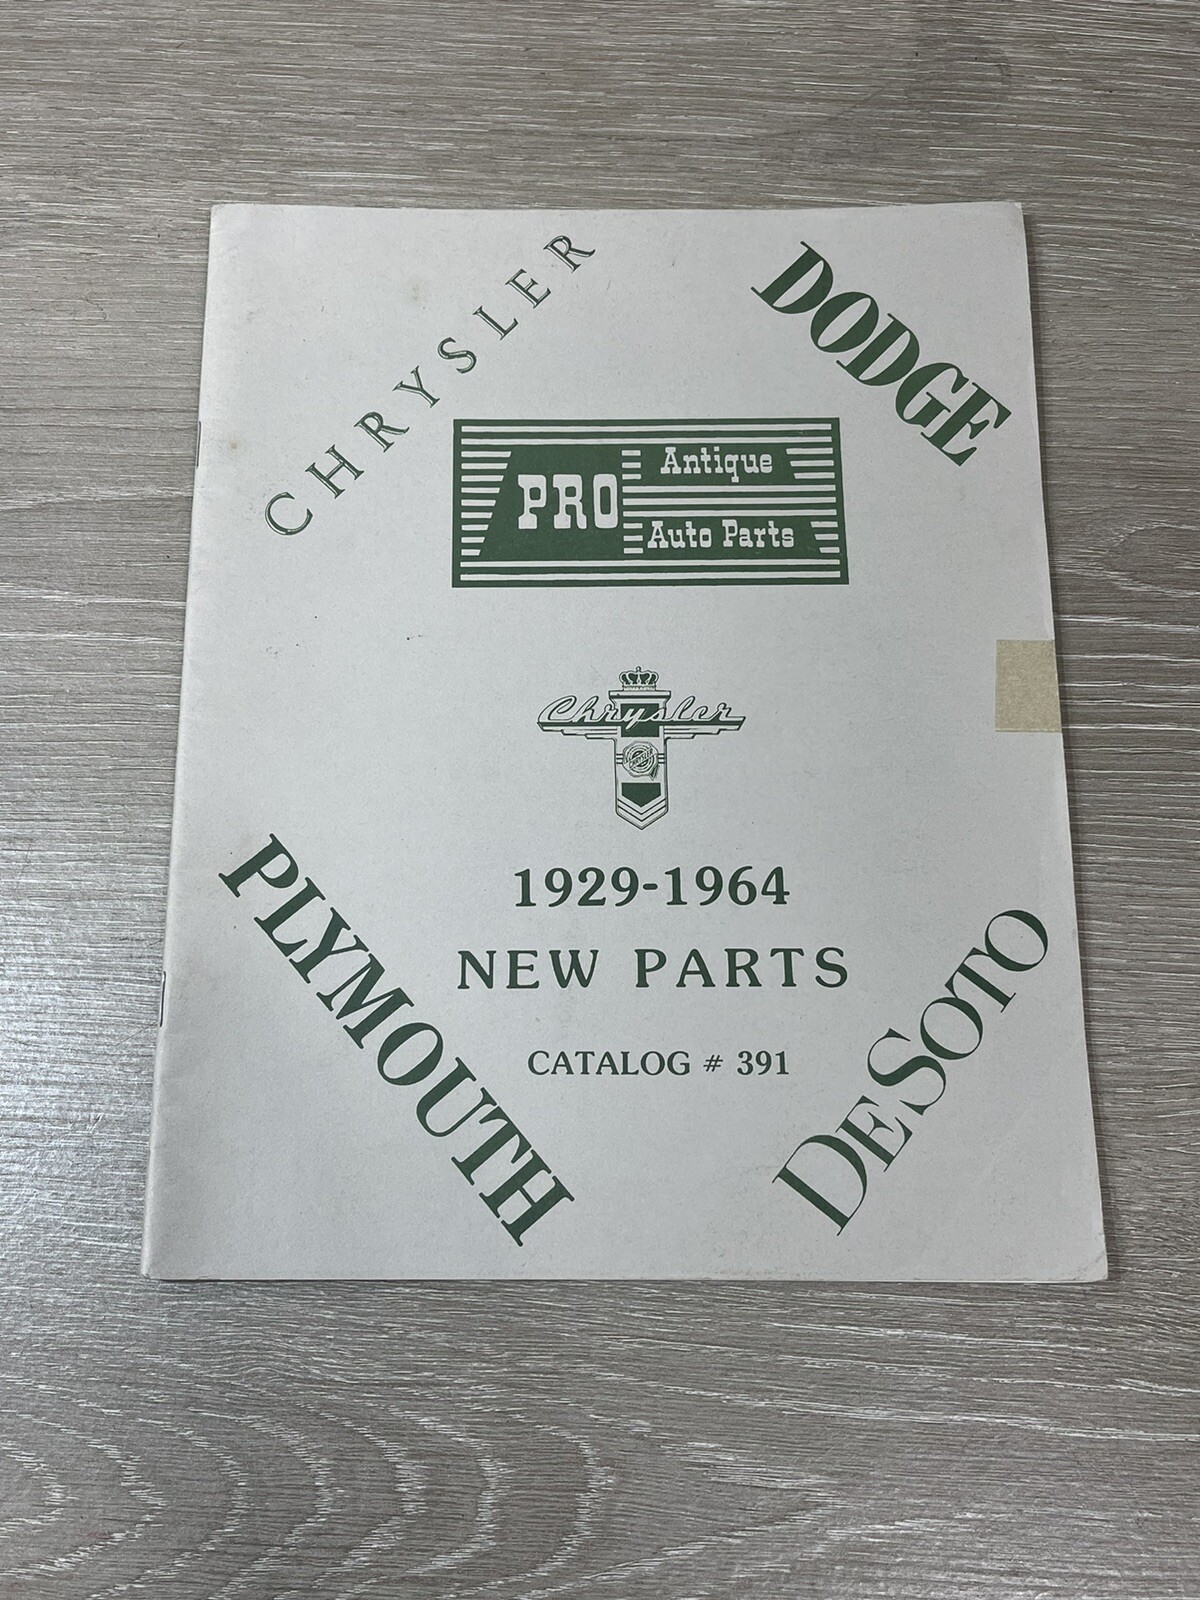 CHRYSLER
DODGE
PRO
Antique
Auto Parts
Chrysler
1929-1964
NEW PARTS
CATALOG # 391
PLYMOUTH
DESOTO